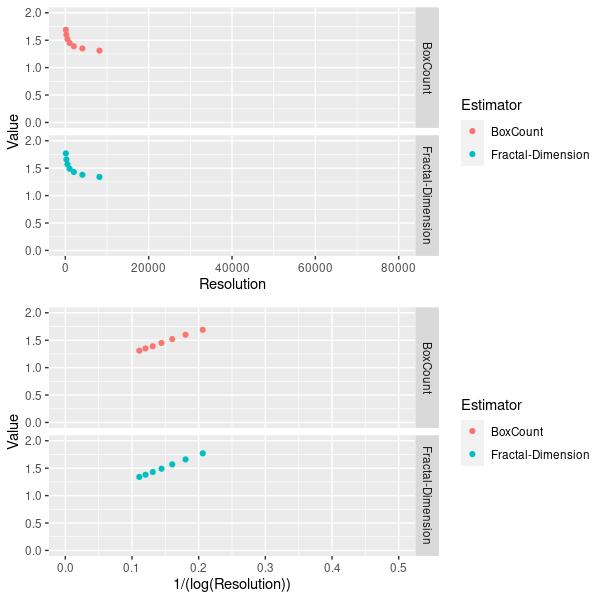 2.0
1.5
1.0
0.5
0.0
BoxCount
2.0
1.5
1.0
0.5
0.0
Fractal-Dimension
Value
0 20000 40000 60000 80000
Resolution
Estimator
BoxCount
Fractal-Dimension
2.0
1.5
1.0
0.5
0.0
BoxCount
2.0
1.5
1.0
0.5
0.0
Fractal-Dimension
Value
0.0 0.1 0.2 0.3 0.4 0.5
1/(log(Resolution))
Estimator
BoxCount
Fractal-Dimension